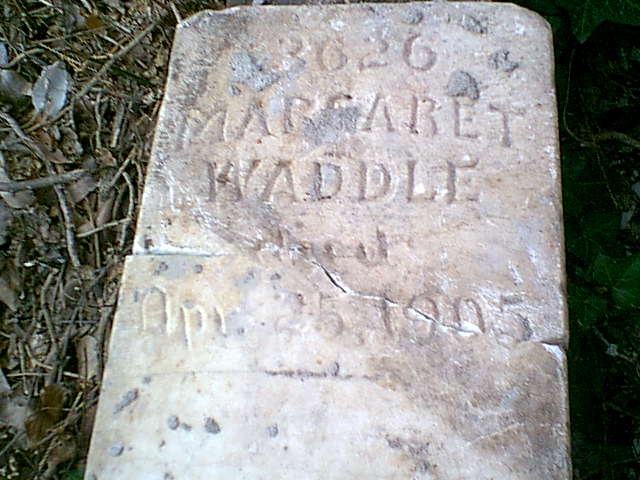 3626
MARGARET
WADDLE
died
Apr 25, 1905